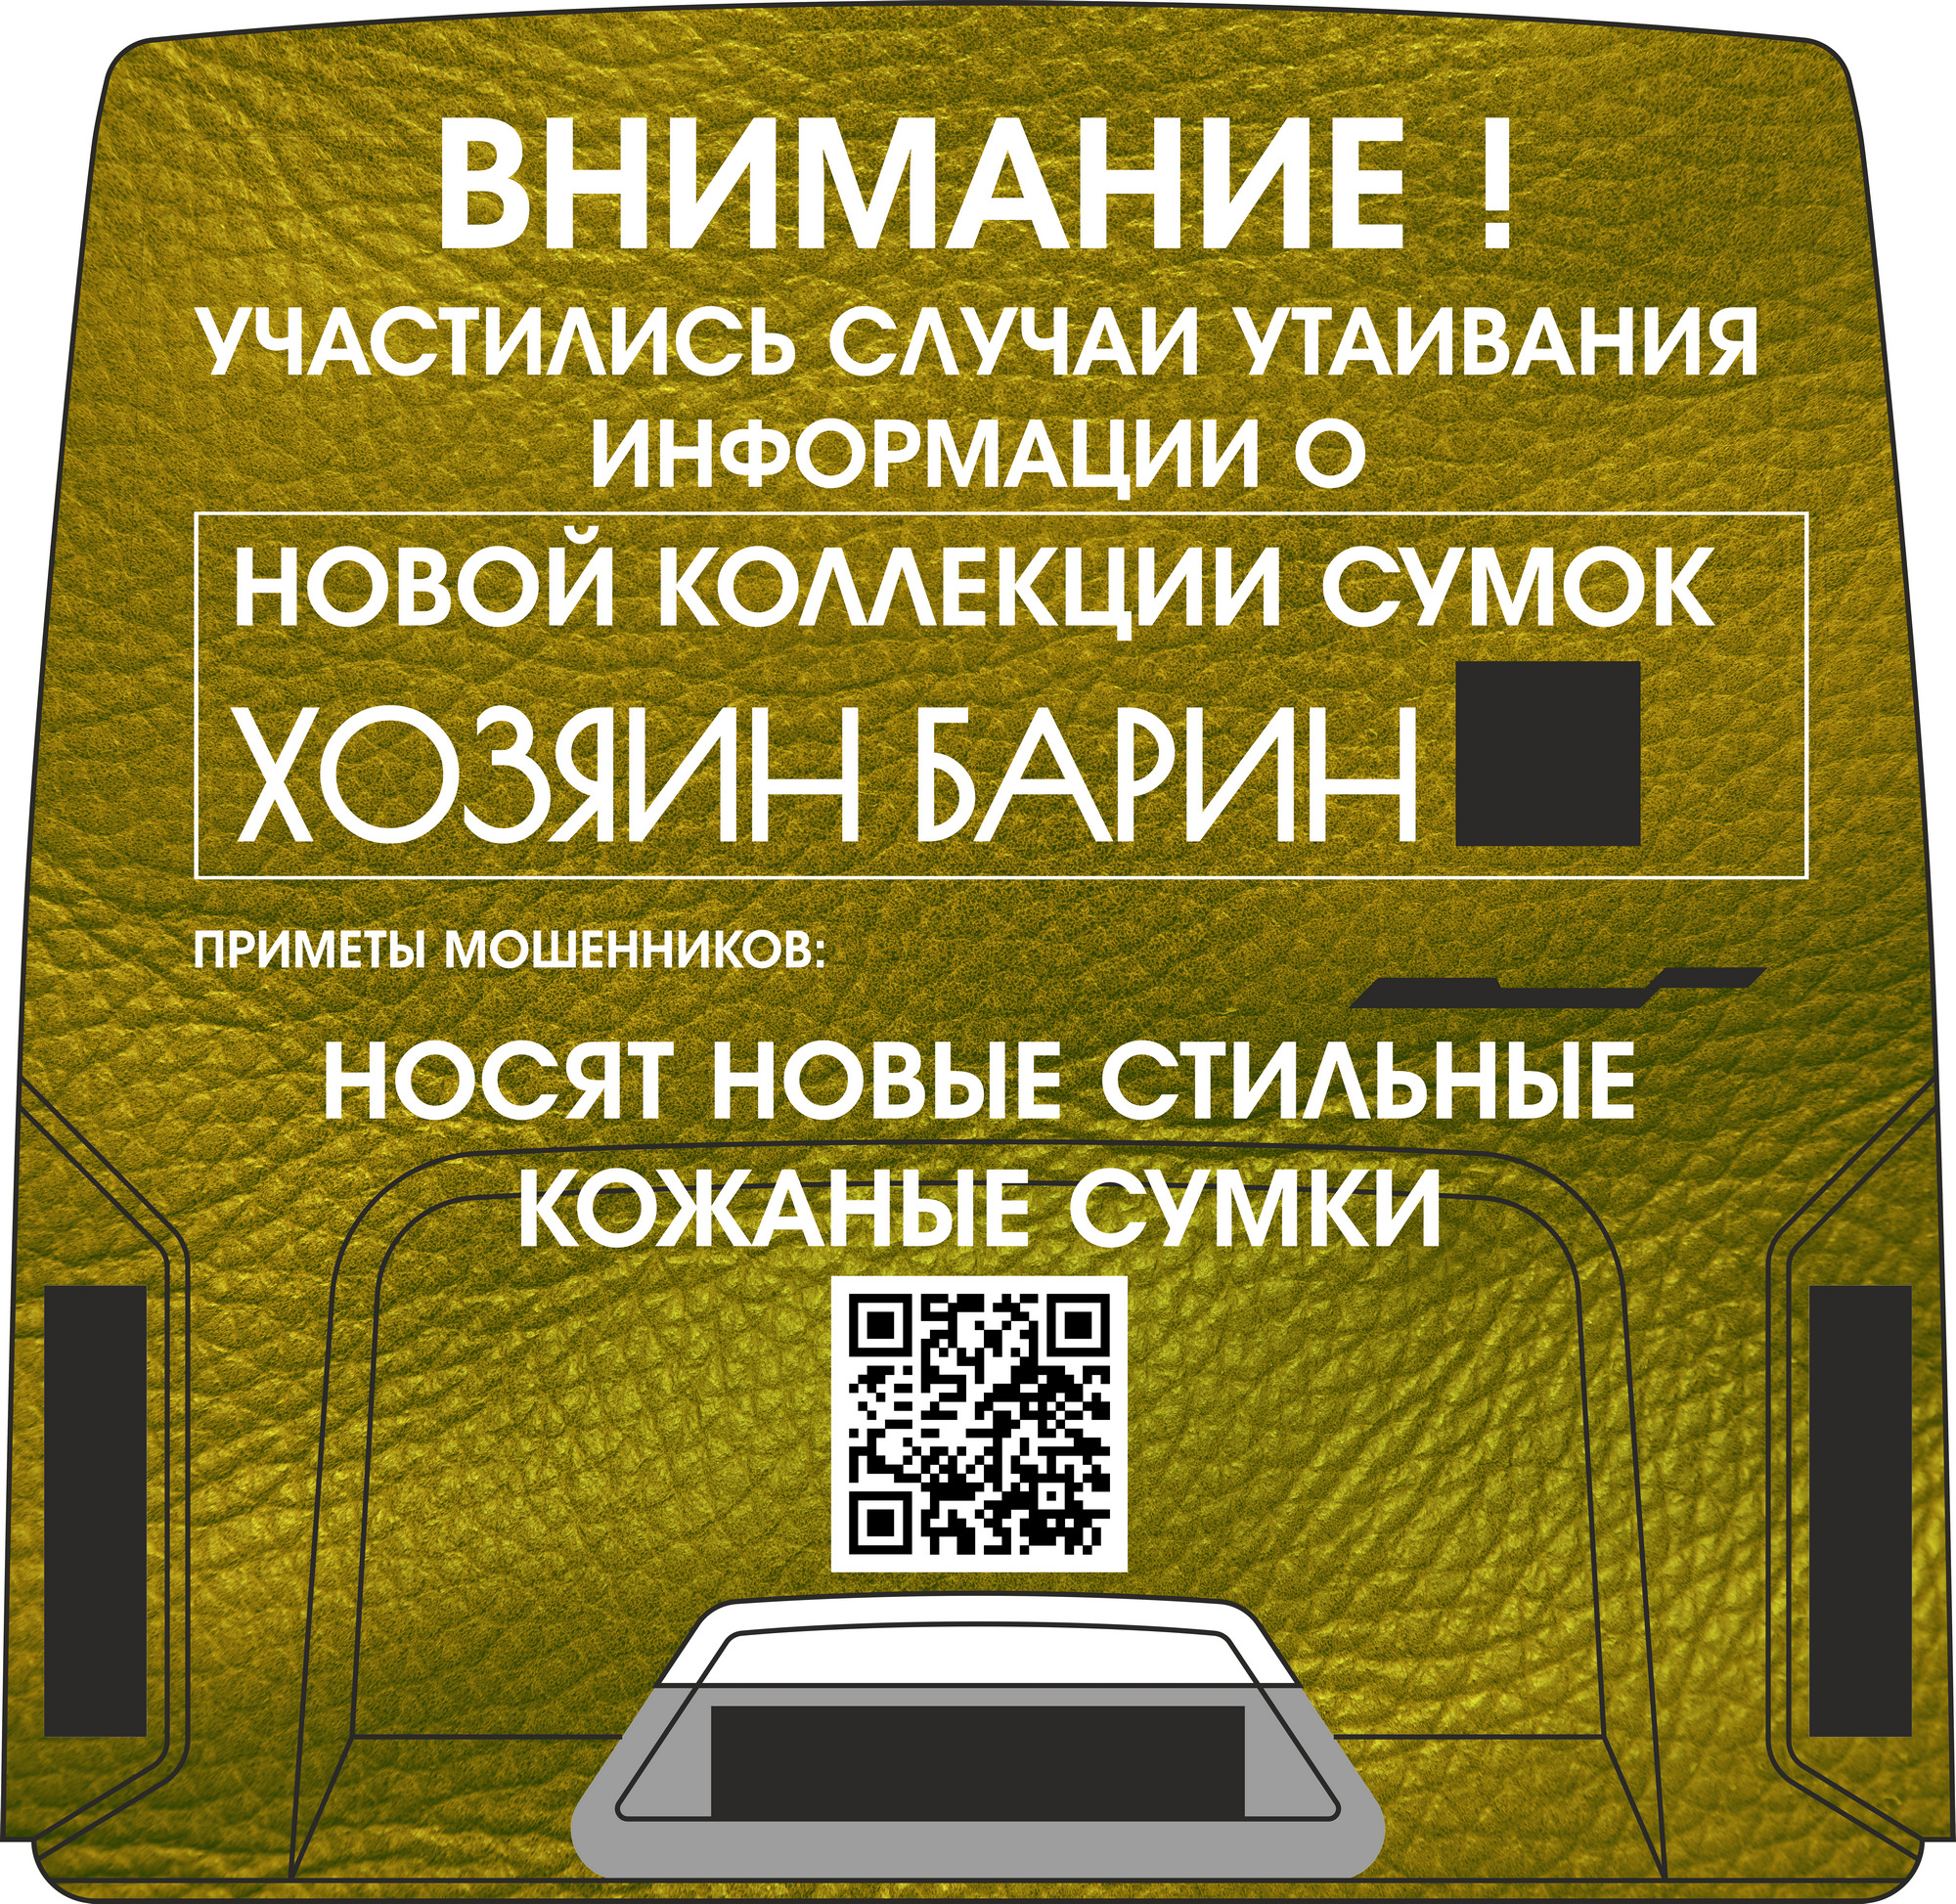 ВНИМАНИЕ !
УЧАСТИЛИСЬ СЛУЧАИ УТАИВАНИЯ
ИНФОРМАЦИИ О
НОВОЙ КОЛЛЕКЦИИ СУМОК
ХОЗЯИН БАРИН
ПРИМЕТЫ МОШЕННИКОВ:
НОСЯТ НОВЫЕ СТИЛЬНЫЕ
КОЖАНЫЕ СУМКИ